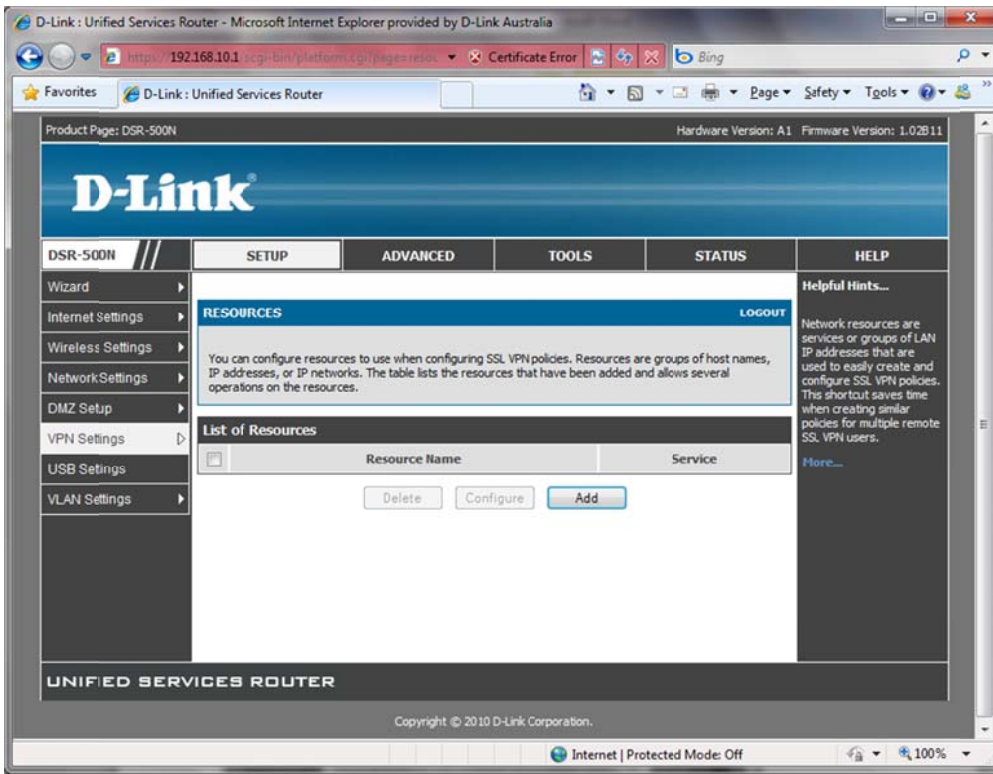 D-Link : Unified Services Router - Microsoft Internet Explorer provided by D-Link Australia
https://192.168.10.1/scgi-bin/platform.cgi?page=resoc
Certificate Error
Bing
Favorites
D-Link : Unified Services Router
Page
Safety
Tools
Product Page: DSR-500N
Hardware Version: A1 Firmware Version: 1.02B11
D-Link®
DSR-500N
SETUP
ADVANCED
TOOLS
STATUS
HELP
Wizard
Internet Settings
Wireless Settings
Network Settings
DMZ Setup
VPN Settings
USB Settings
VLAN Settings
RESOURCES
LOGOUT
You can configure resources to use when configuring SSL VPN policies. Resources are groups of host names,
IP addresses, or IP networks. The table lists the resources that have been added and allows several
operations on the resources.
List of Resources
Resource Name
Service
Delete
Configure
Add
Helpful Hints...
Network resources are
services or groups of LAN
IP addresses that are
used to easily create and
configure SSL VPN policies.
This shortcut saves time
when creating similar
policies for multiple remote
SSL VPN users.
More...
UNIFIED SERVICES ROUTER
Copyright © 2010 D-Link Corporation.
Internet | Protected Mode: Off
100%